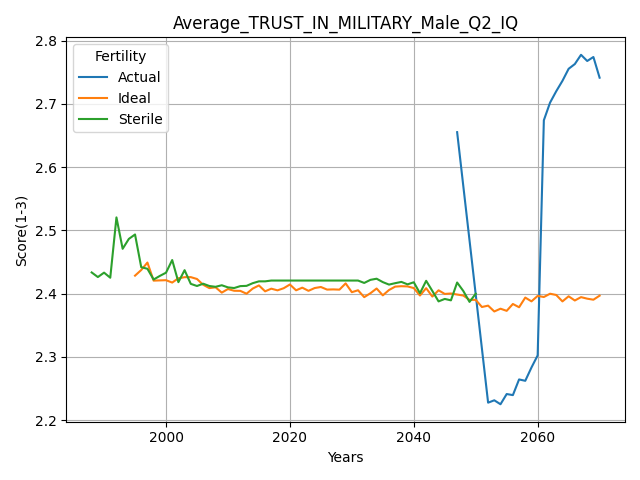 Average_TRUST_IN_MILITARY_Male_Q2_IQ
Fertility
Actual
Ideal
Sterile
Score(1-3)
2.8
2.7
2.6
2.5
2.4
2.3
2.2
2000 2020 2040 2060
Years